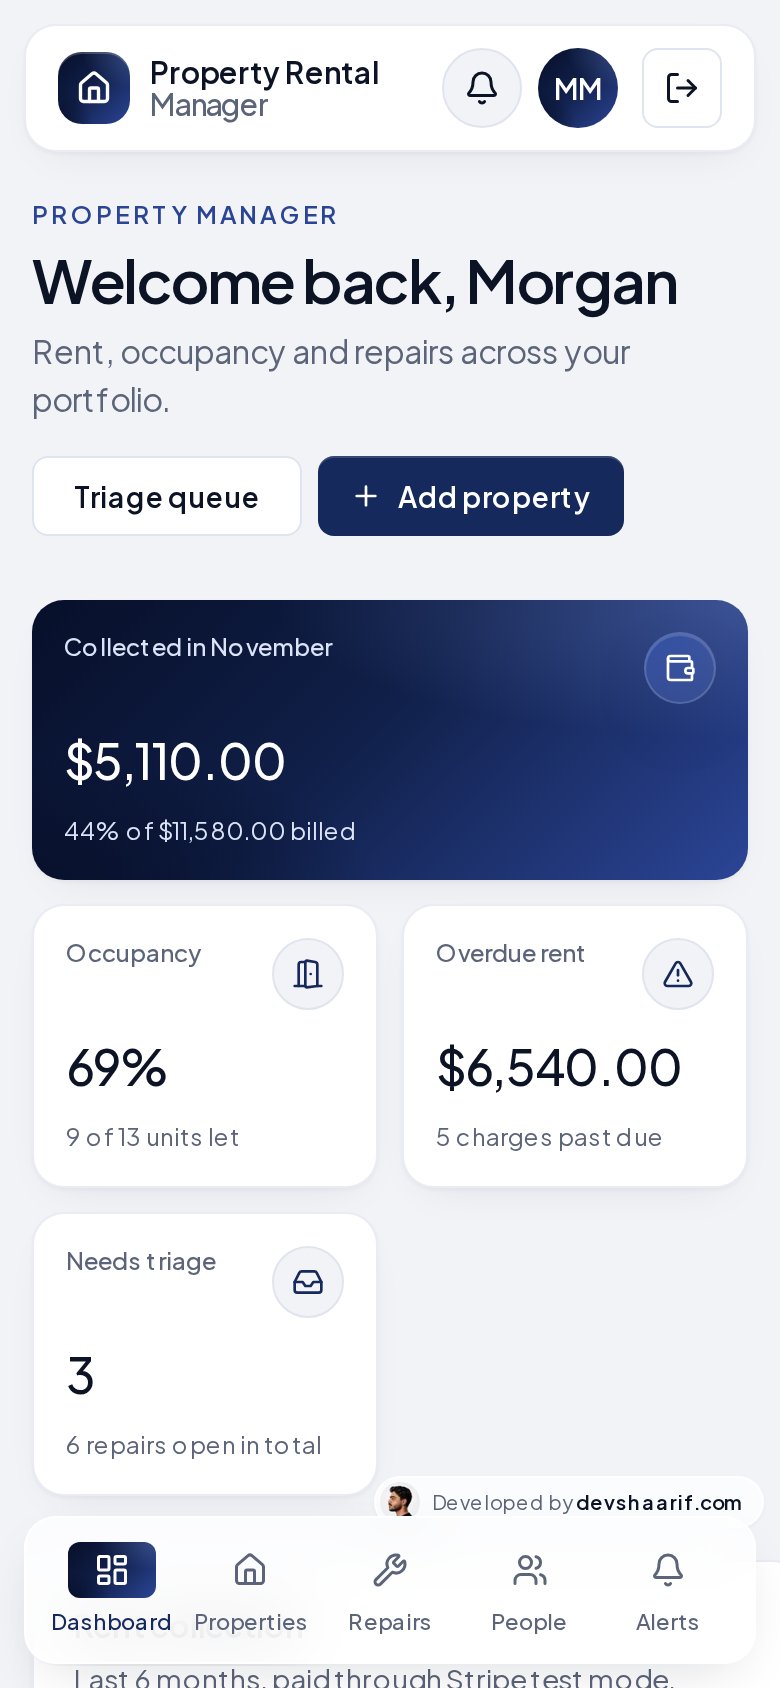 Property Rental
Manager
MM
PROPERTY MANAGER
Welcome back, Morgan
Rent, occupancy and repairs across your
portfolio.
Triage queue
Add property
Collected in November
$5,110.00
44% of $11,580.00 billed
Occupancy
69%
9 of 13 units let
Overdue rent
$6,540.00
5 charges past due
Needs triage
3
6 repairs open in total
Developed by devshaarif.com
Dashboard
Properties
Repairs
People
Alerts
Rent collection
Last 6 months, paid through Stripe test mode.